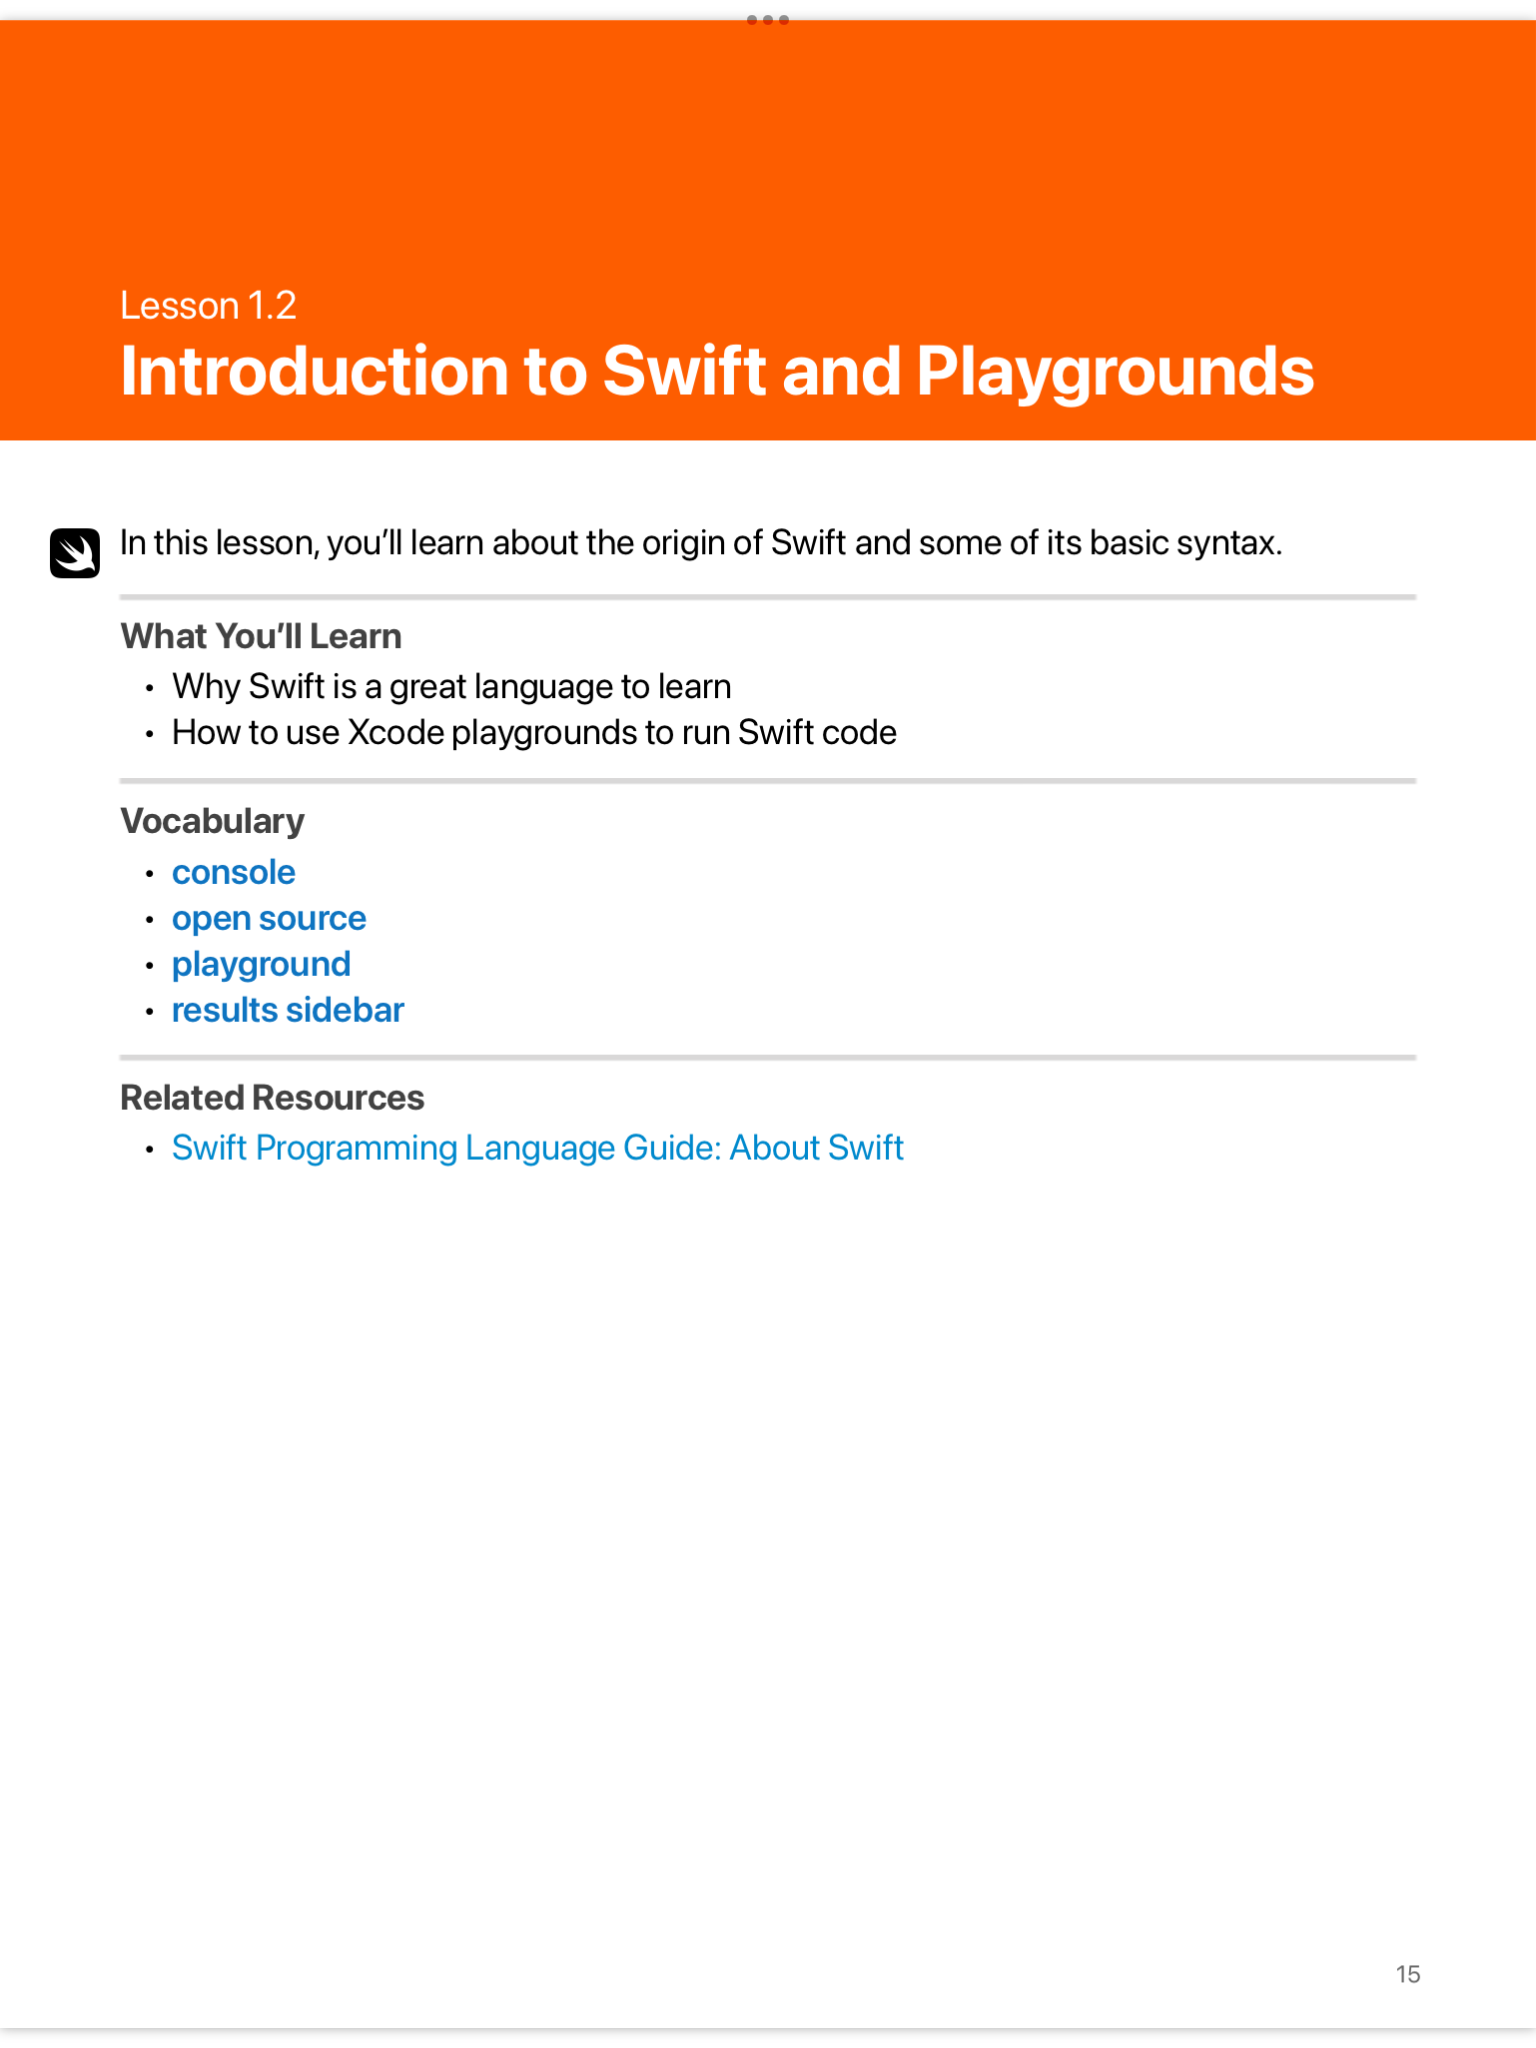 Lesson 1.2
Introduction to Swift and Playgrounds
In this lesson, you’ll learn about the origin of Swift and some of its basic syntax.
What You’ll Learn
• Why Swift is a great language to learn
• How to use Xcode playgrounds to run Swift code
Vocabulary
• console
• open source
• playground
• results sidebar
Related Resources
• Swift Programming Language Guide: About Swift
15